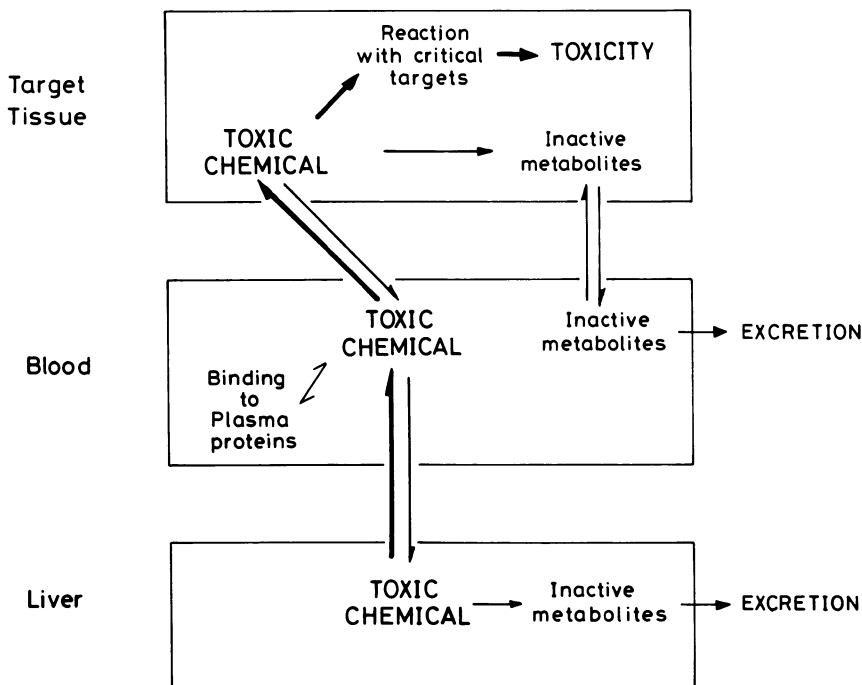 Target
Tissue
Reaction
with critical
targets
TOXICITY
TOXIC
CHEMICAL
Inactive
metabolites
Blood
TOXIC
CHEMICAL
Inactive
metabolites
EXCRETION
Binding
to
Plasma
proteins
Liver
TOXIC
CHEMICAL
Inactive
metabolites
EXCRETION